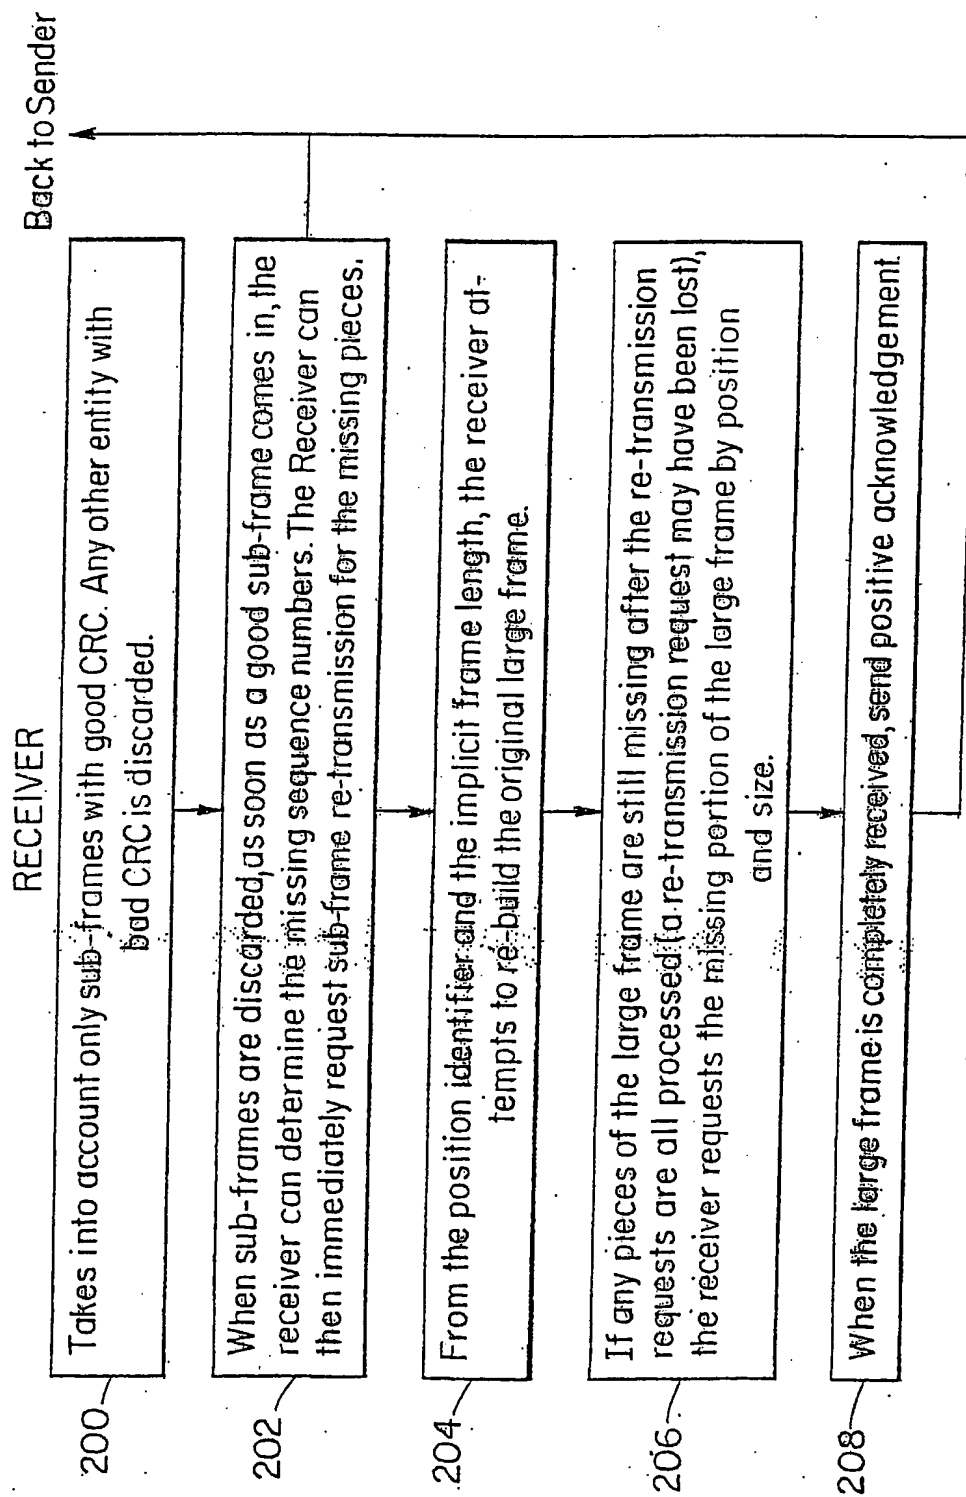 RECEIVER
Back to Sender
200
Takes into account only sub-frames with good CRC. Any other entity with
bad CRC is discarded.
202
When sub-frames are discarded, as soon as a good sub-frame comes in, the
receiver can determine the missing sequence numbers. The Receiver can
then immediately request sub-frame re-transmission for the missing pieces.
204
From the position identifier and the implicit frame length, the receiver at-
tempts to re-build the original large frame.
206
If any pieces of the large frame are still missing after the re-transmission
requests are all processed (a re-transmission request may have been lost),
the receiver requests the missing portion of the large frame by position
and size.
208
When the large frame is completely received, send positive acknowledgement.